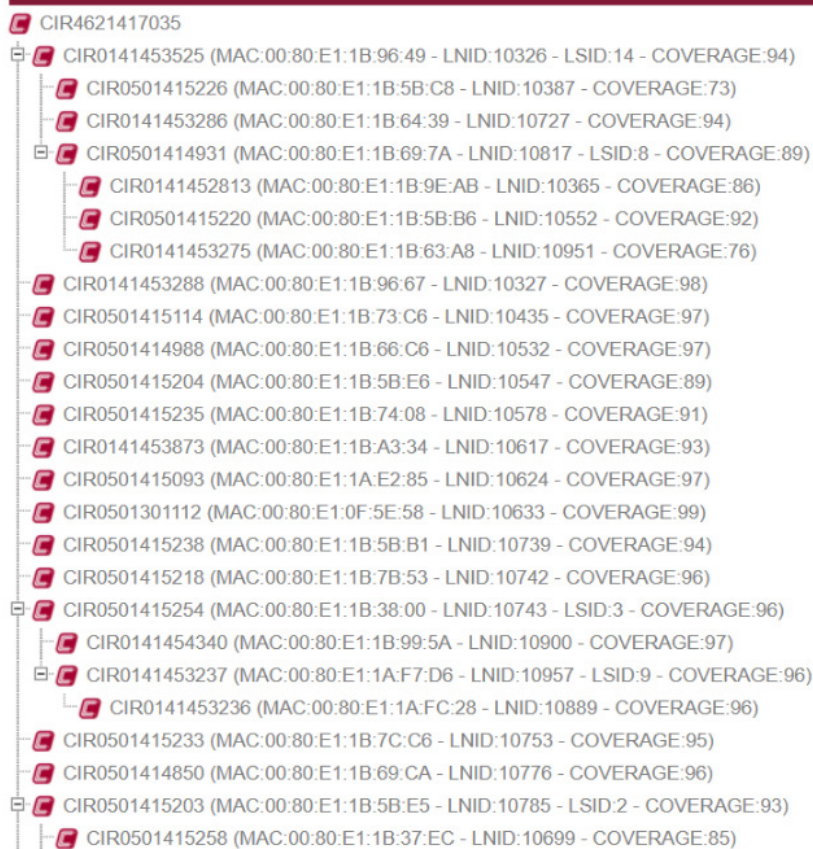 CIR4621417035
CIR0141453525 (MAC:00:80:E1:1B:96:49 - LNID:10326 - LSID:14 - COVERAGE:94)
CIR0501415226 (MAC:00:80:E1:1B:5B:C8 - LNID:10387 - COVERAGE:73)
CIR0141453286 (MAC:00:80:E1:1B:64:39 - LNID:10727 - COVERAGE:94)
CIR0501414931 (MAC:00:80:E1:1B:69:7A - LNID:10817 - LSID:8 - COVERAGE:89)
CIR0141452813 (MAC:00:80:E1:1B:9E:AB - LNID:10365 - COVERAGE:86)
CIR0501415220 (MAC:00:80:E1:1B:5B:B6 - LNID:10552 - COVERAGE:92)
CIR0141453275 (MAC:00:80:E1:1B:63:A8 - LNID:10951 - COVERAGE:76)
CIR0141453288 (MAC:00:80:E1:1B:96:67 - LNID:10327 - COVERAGE:98)
CIR0501415114 (MAC:00:80:E1:1B:73:C6 - LNID:10435 - COVERAGE:97)
CIR0501414988 (MAC:00:80:E1:1B:66:C6 - LNID:10532 - COVERAGE:97)
CIR0501415204 (MAC:00:80:E1:1B:5B:E6 - LNID:10547 - COVERAGE:89)
CIR0501415235 (MAC:00:80:E1:1B:74:08 - LNID:10578 - COVERAGE:91)
CIR0141453873 (MAC:00:80:E1:1B:A3:34 - LNID:10617 - COVERAGE:93)
CIR0501415093 (MAC:00:80:E1:1A:E2:85 - LNID:10624 - COVERAGE:97)
CIR0501301112 (MAC:00:80:E1:0F:5E:58 - LNID:10633 - COVERAGE:99)
CIR0501415238 (MAC:00:80:E1:1B:5B:B1 - LNID:10739 - COVERAGE:94)
CIR0501415218 (MAC:00:80:E1:1B:7B:53 - LNID:10742 - COVERAGE:96)
CIR0501415254 (MAC:00:80:E1:1B:38:00 - LNID:10743 - LSID:3 - COVERAGE:96)
CIR0141454340 (MAC:00:80:E1:1B:99:5A - LNID:10900 - COVERAGE:97)
CIR0141453237 (MAC:00:80:E1:1A:F7:D6 - LNID:10957 - LSID:9 - COVERAGE:96)
CIR0141453236 (MAC:00:80:E1:1A:FC:28 - LNID:10889 - COVERAGE:96)
CIR0501415233 (MAC:00:80:E1:1B:7C:C6 - LNID:10753 - COVERAGE:95)
CIR0501414850 (MAC:00:80:E1:1B:69:CA - LNID:10776 - COVERAGE:96)
CIR0501415203 (MAC:00:80:E1:1B:5B:E5 - LNID:10785 - LSID:2 - COVERAGE:93)
CIR0501415258 (MAC:00:80:E1:1B:37:EC - LNID:10699 - COVERAGE:85)